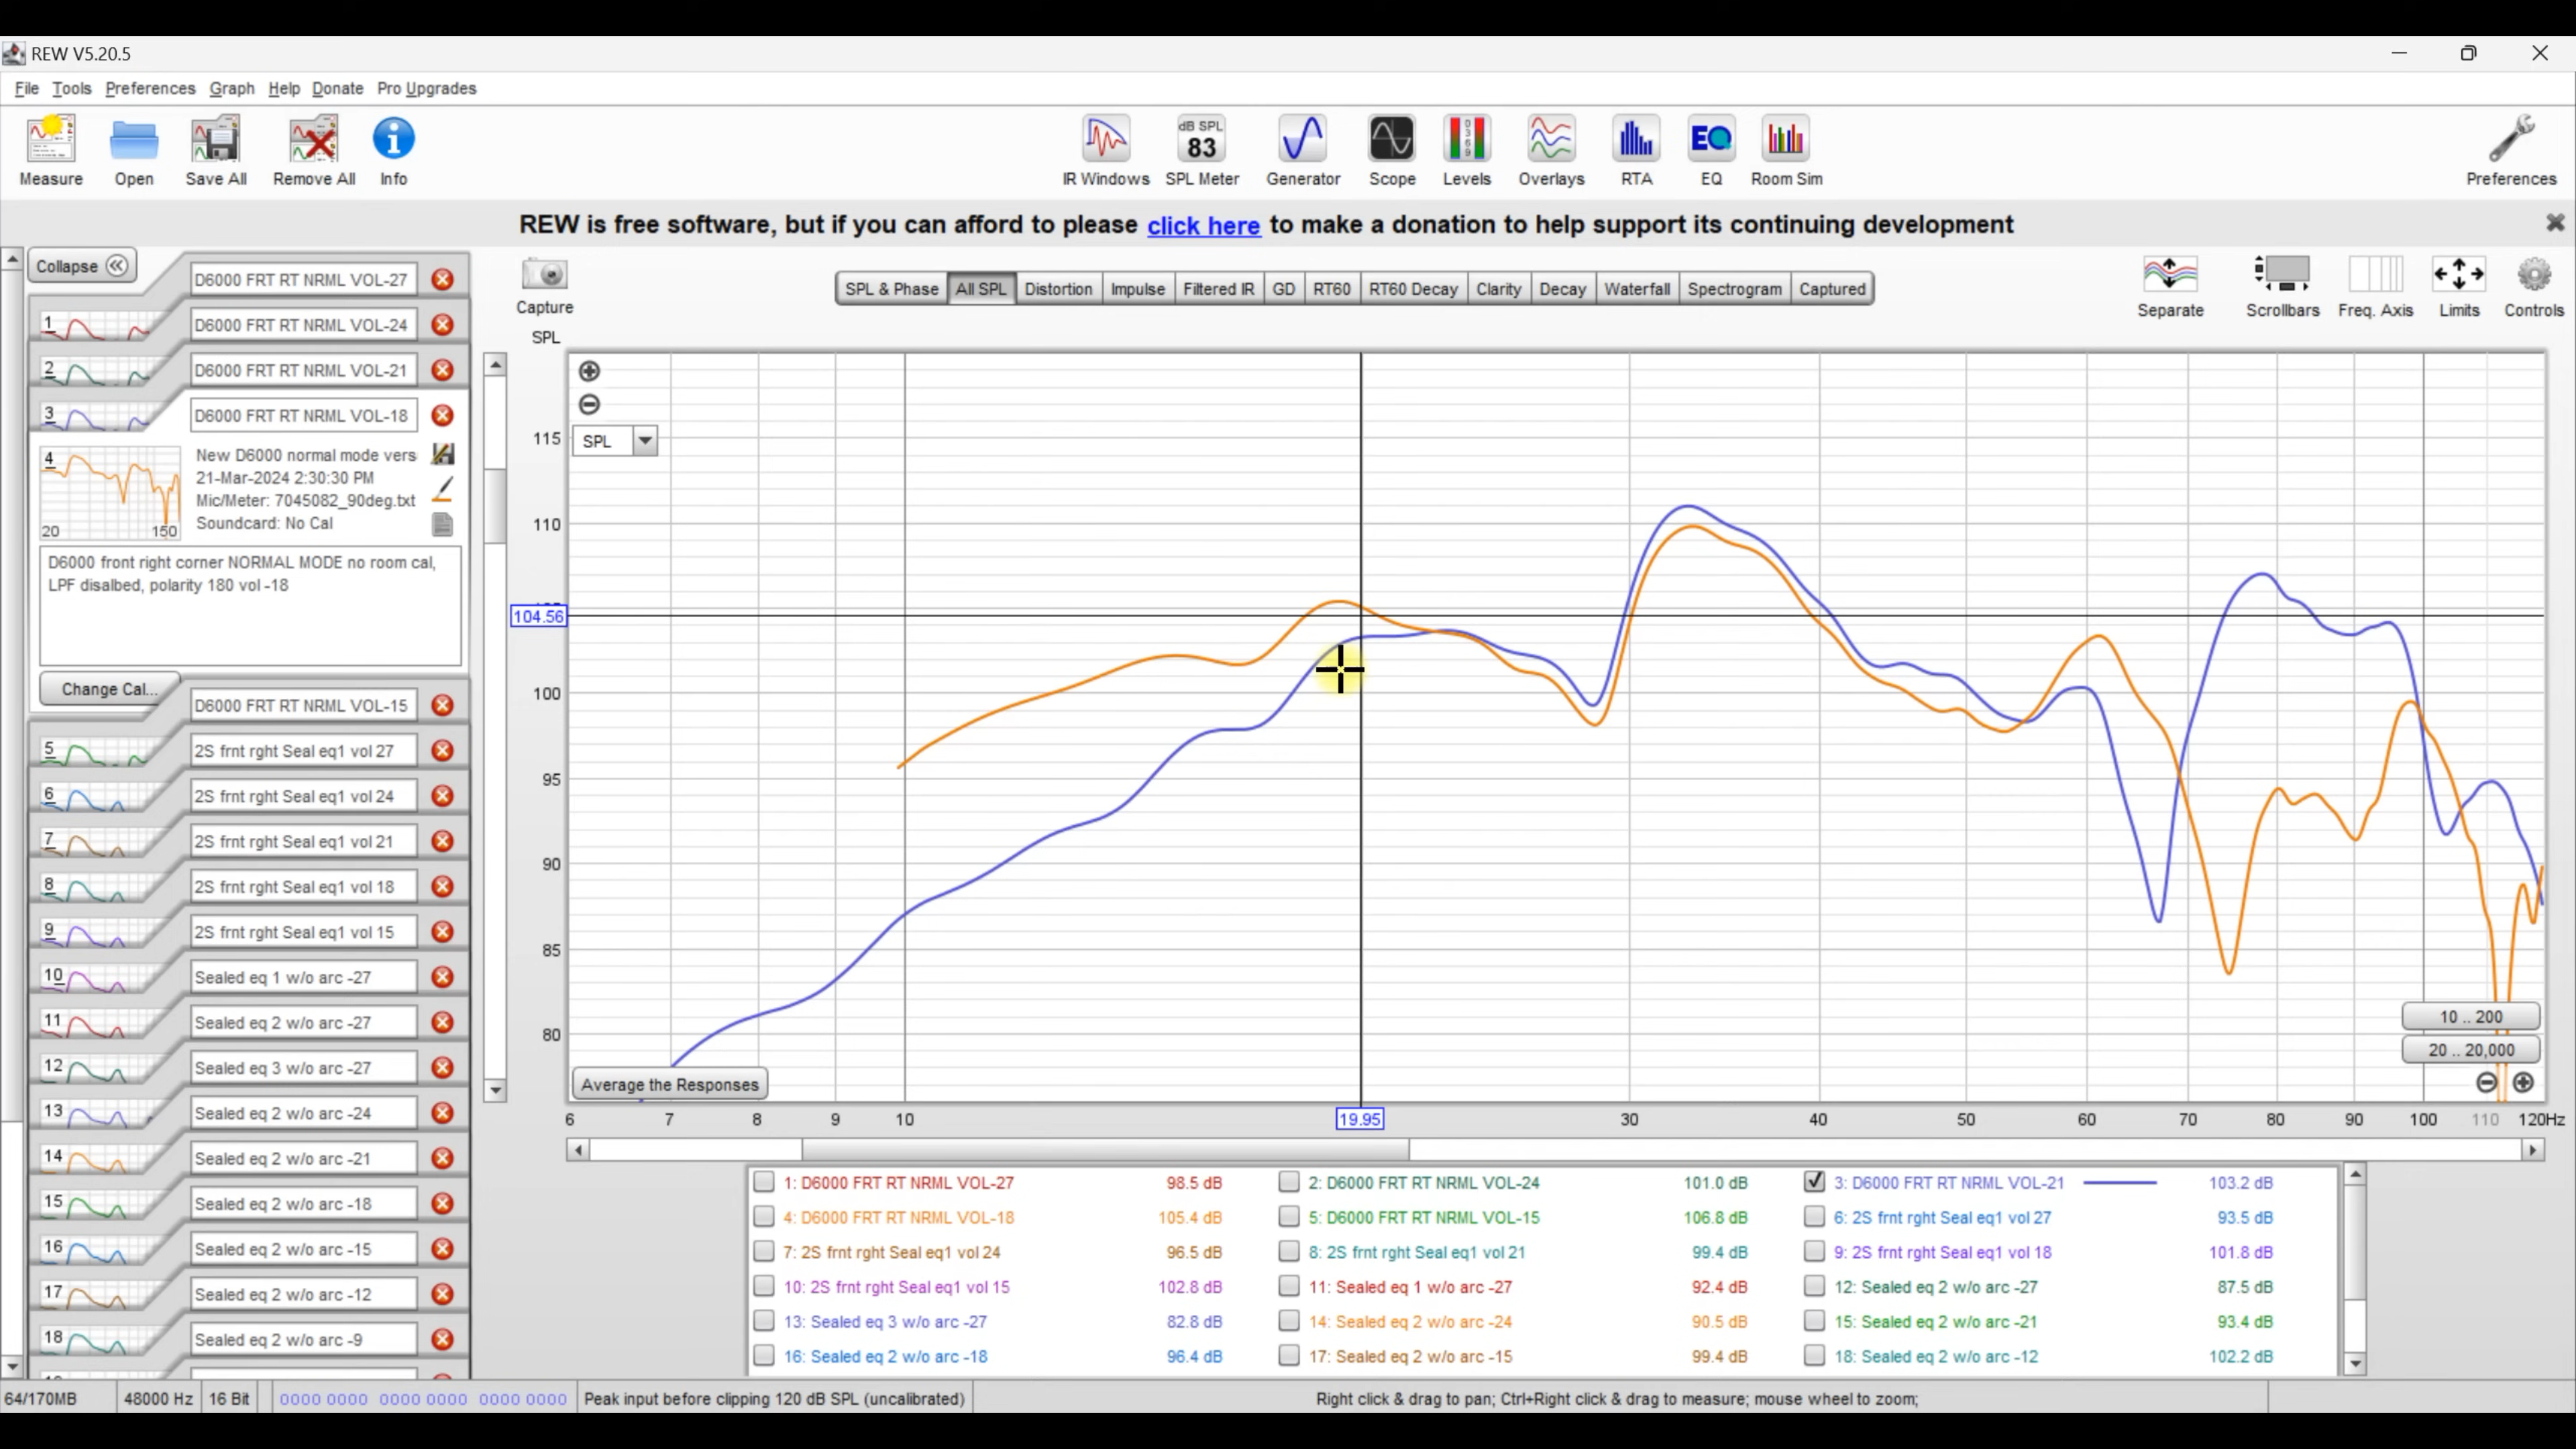 REW V5.20.5
File Tools Preferences Graph Help Donate Pro Upgrades
Measure Open Save All Remove All Info
dB SPL
83
0369
EQ
IR Windows SPL Meter Generator Scope Levels Overlays RTA EQ Room Sim Preferences
REW is free software, but if you can afford to please click here to make a donation to help support its continuing development
Collapse
D6000 FRT RT NRML VOL-27
1 D6000 FRT RT NRML VOL-24
2 D6000 FRT RT NRML VOL-21
3 D6000 FRT RT NRML VOL-18
4
20 150
New D6000 normal mode vers
21-Mar-2024 2:30:30 PM
Mic/Meter: 7045082_90deg.txt
Soundcard: No Cal
D6000 front right corner NORMAL MODE no room cal,
LPF disalbed, polarity 180 vol -18
Change Cal...
D6000 FRT RT NRML VOL-15
5 2S frnt rght Seal eq1 vol 27
6 2S frnt rght Seal eq1 vol 24
7 2S frnt rght Seal eq1 vol 21
8 2S frnt rght Seal eq1 vol 18
9 2S frnt rght Seal eq1 vol 15
10 Sealed eq 1 w/o arc -27
11 Sealed eq 2 w/o arc -27
12 Sealed eq 3 w/o arc -27
13 Sealed eq 2 w/o arc -24
14 Sealed eq 2 w/o arc -21
15 Sealed eq 2 w/o arc -18
16 Sealed eq 2 w/o arc -15
17 Sealed eq 2 w/o arc -12
18 Sealed eq 2 w/o arc -9
Capture
SPL & Phase All SPL Distortion Impulse Filtered IR GD RT60 RT60 Decay Clarity Decay Waterfall Spectrogram Captured
Separate Scrollbars Freq. Axis Limits Controls
SPL
SPL
115
110
104.56
100
95
90
85
80
10 .. 200
20 .. 20,000
Average the Responses
6 7 8 9 10 19.95 30 40 50 60 70 80 90 100 110 120Hz
1: D6000 FRT RT NRML VOL-27 98.5 dB 2: D6000 FRT RT NRML VOL-24 101.0 dB 3: D6000 FRT RT NRML VOL-21 103.2 dB
4: D6000 FRT RT NRML VOL-18 105.4 dB 5: D6000 FRT RT NRML VOL-15 106.8 dB 6: 2S frnt rght Seal eq1 vol 27 93.5 dB
7: 2S frnt rght Seal eq1 vol 24 96.5 dB 8: 2S frnt rght Seal eq1 vol 21 99.4 dB 9: 2S frnt rght Seal eq1 vol 18 101.8 dB
10: 2S frnt rght Seal eq1 vol 15 102.8 dB 11: Sealed eq 1 w/o arc -27 92.4 dB 12: Sealed eq 2 w/o arc -27 87.5 dB
13: Sealed eq 3 w/o arc -27 82.8 dB 14: Sealed eq 2 w/o arc -24 90.5 dB 15: Sealed eq 2 w/o arc -21 93.4 dB
16: Sealed eq 2 w/o arc -18 96.4 dB 17: Sealed eq 2 w/o arc -15 99.4 dB 18: Sealed eq 2 w/o arc -12 102.2 dB
64/170MB 48000 Hz 16 Bit 0000 0000 0000 0000 0000 0000 Peak input before clipping 120 dB SPL (uncalibrated) Right click & drag to pan; Ctrl+Right click & drag to measure; mouse wheel to zoom;